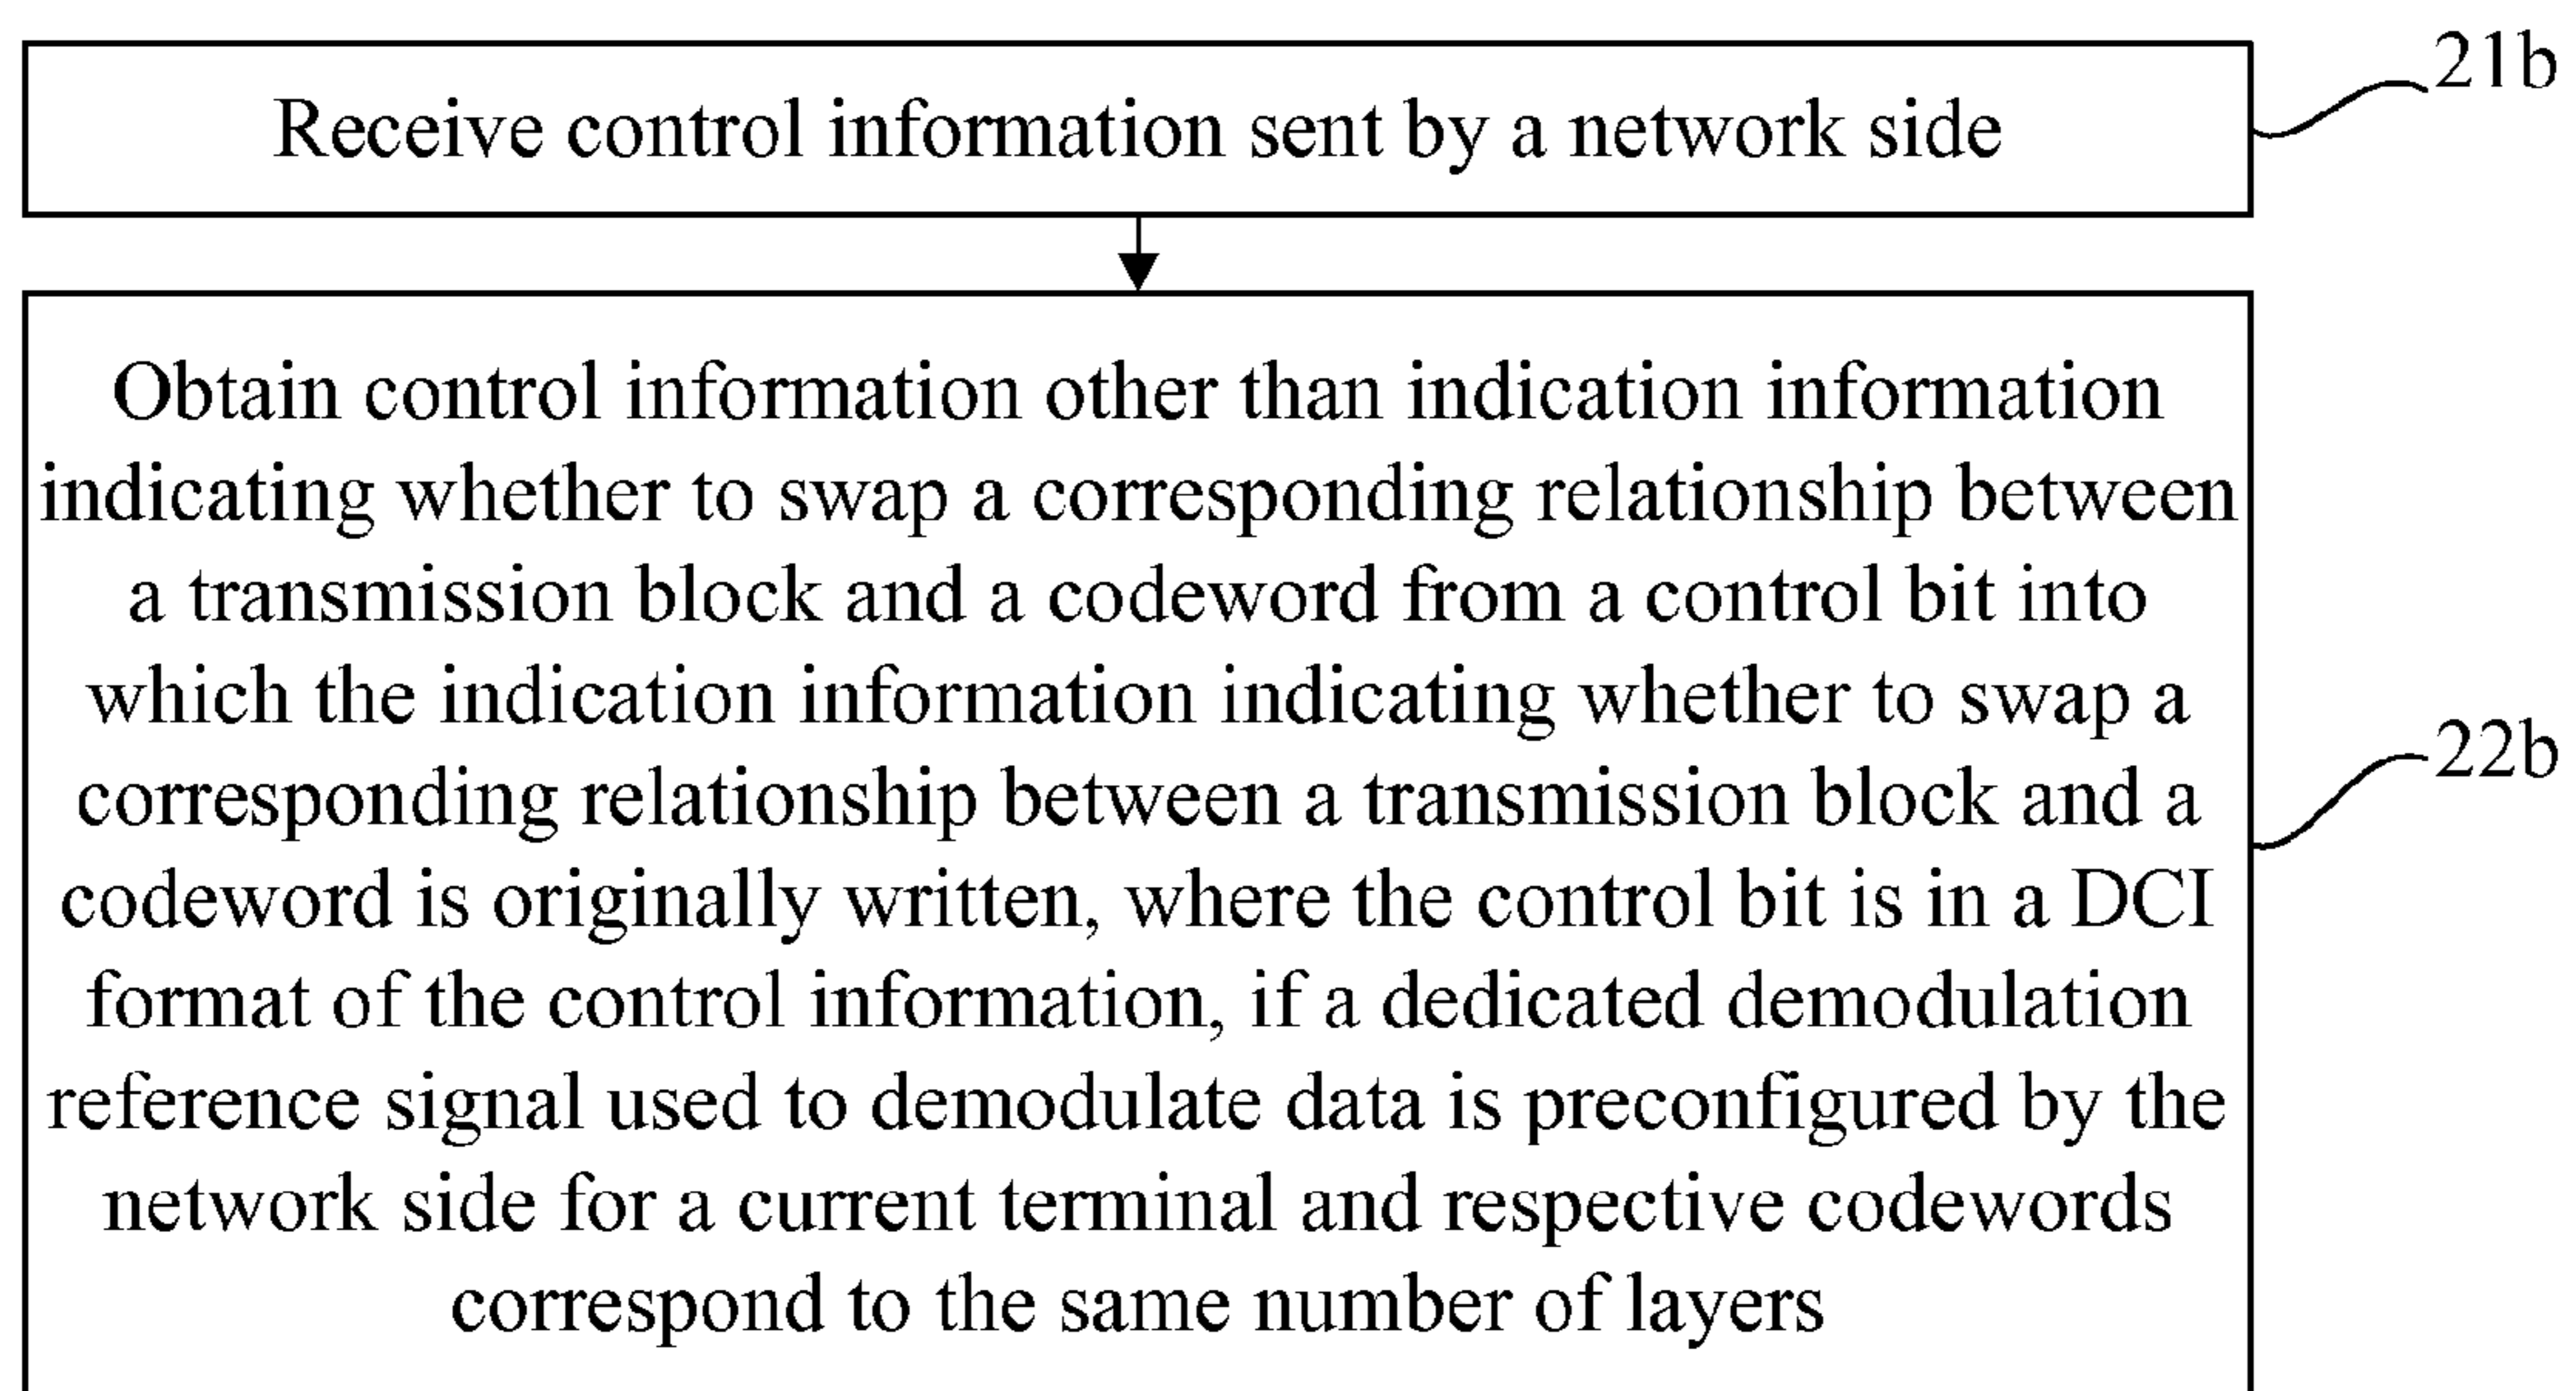 Receive control information sent by a network side
21b
Obtain control information other than indication information
indicating whether to swap a corresponding relationship between
a transmission block and a codeword from a control bit into
which the indication information indicating whether to swap a
corresponding relationship between a transmission block and a
codeword is originally written, where the control bit is in a DCI
format of the control information, if a dedicated demodulation
reference signal used to demodulate data is preconfigured by the
network side for a current terminal and respective codewords
correspond to the same number of layers
22b